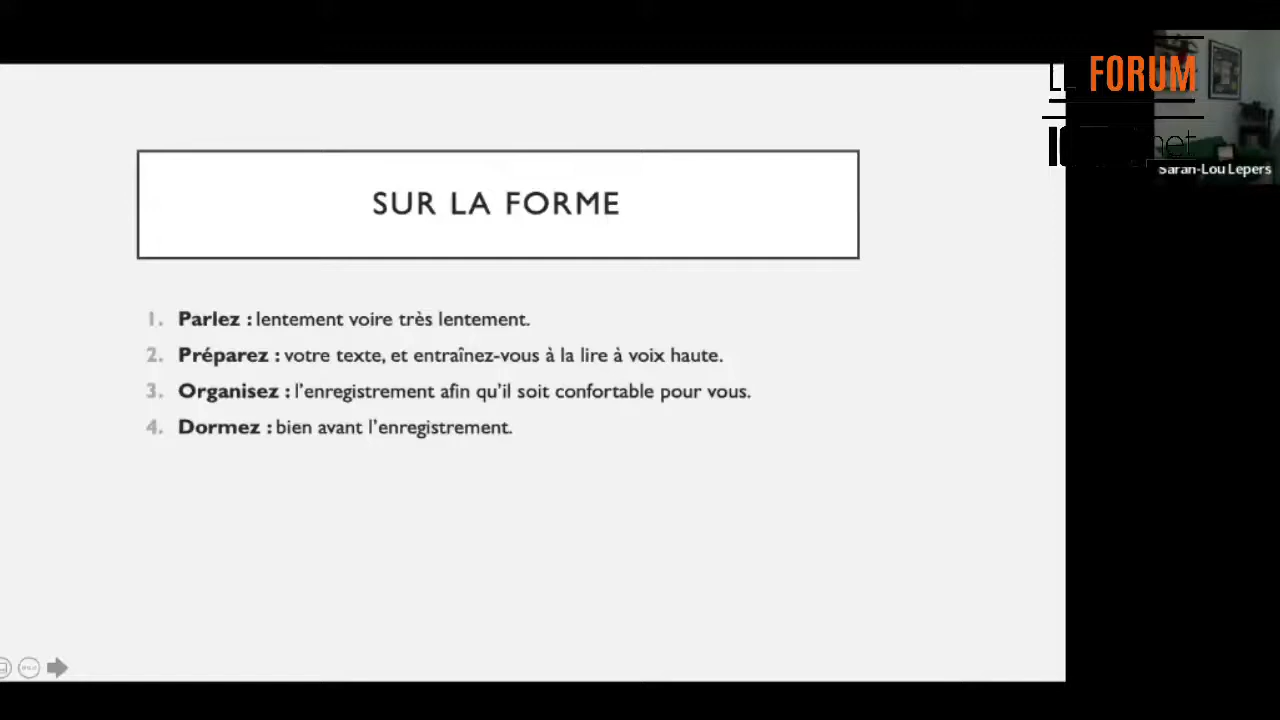 LE FORUM
net
Sarah-Lou Lepers
SUR LA FORME
1. Parlez : lentement voire très lentement.
2. Préparez : votre texte, et entraînez-vous à la lire à voix haute.
3. Organisez : l'enregistrement afin qu'il soit confortable pour vous.
4. Dormez : bien avant l'enregistrement.